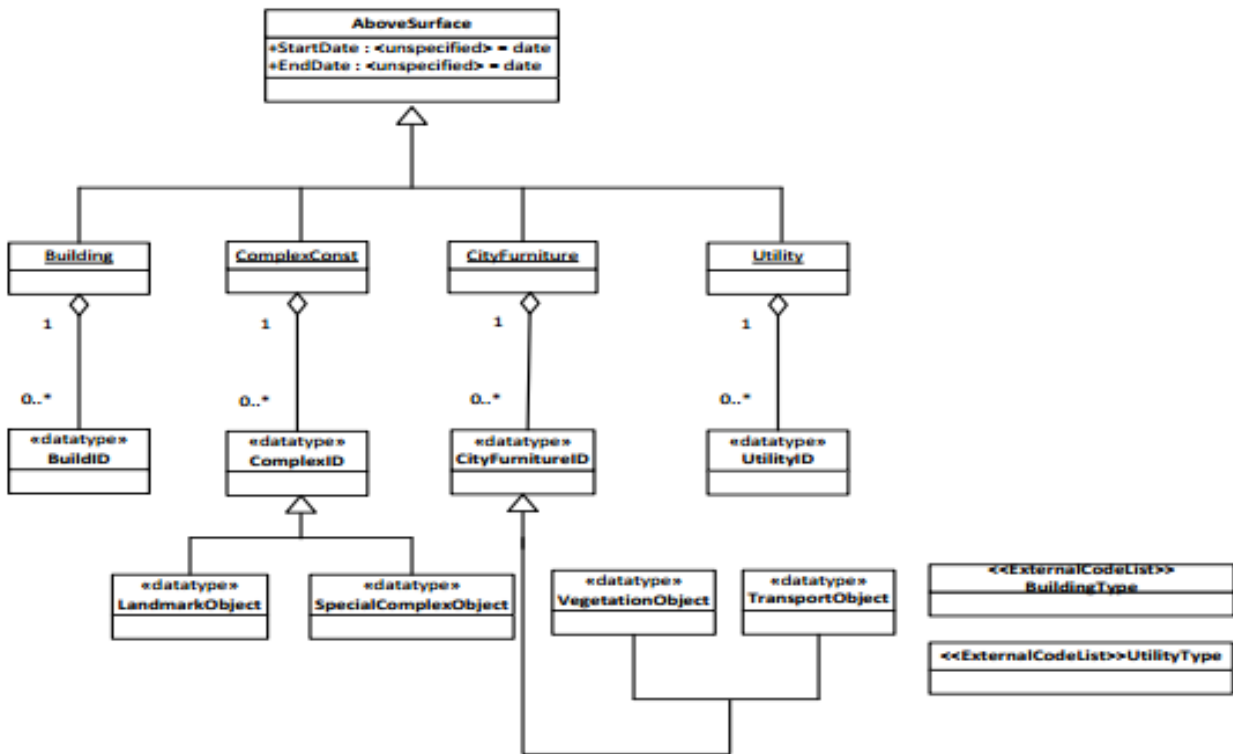 AboveSurface
+StartDate : <unspecified> = date
+EndDate : <unspecified> = date
Building
ComplexConst
CityFurniture
Utility
1
1
1
1
0..*
0..*
0..*
0..*
«datatype»
BuildID
«datatype»
ComplexID
«datatype»
CityFurnitureID
«datatype»
UtilityID
«datatype»
LandmarkObject
«datatype»
SpecialComplexObject
«datatype»
VegetationObject
«datatype»
TransportObject
<<ExternalCodeList>>
BuildingType
<<ExternalCodeList>>UtilityType